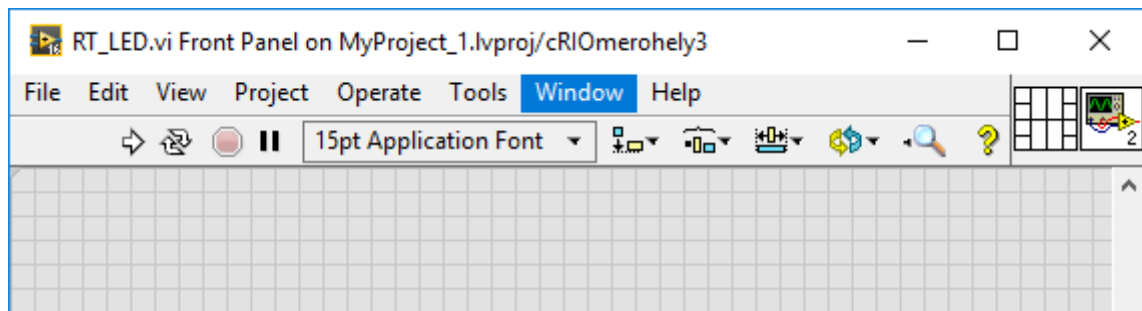 RT_LED.vi Front Panel on MyProject_1.lvproj/cRIOmerohely3
File Edit View Project Operate Tools Window Help
15pt Application Font
?
2